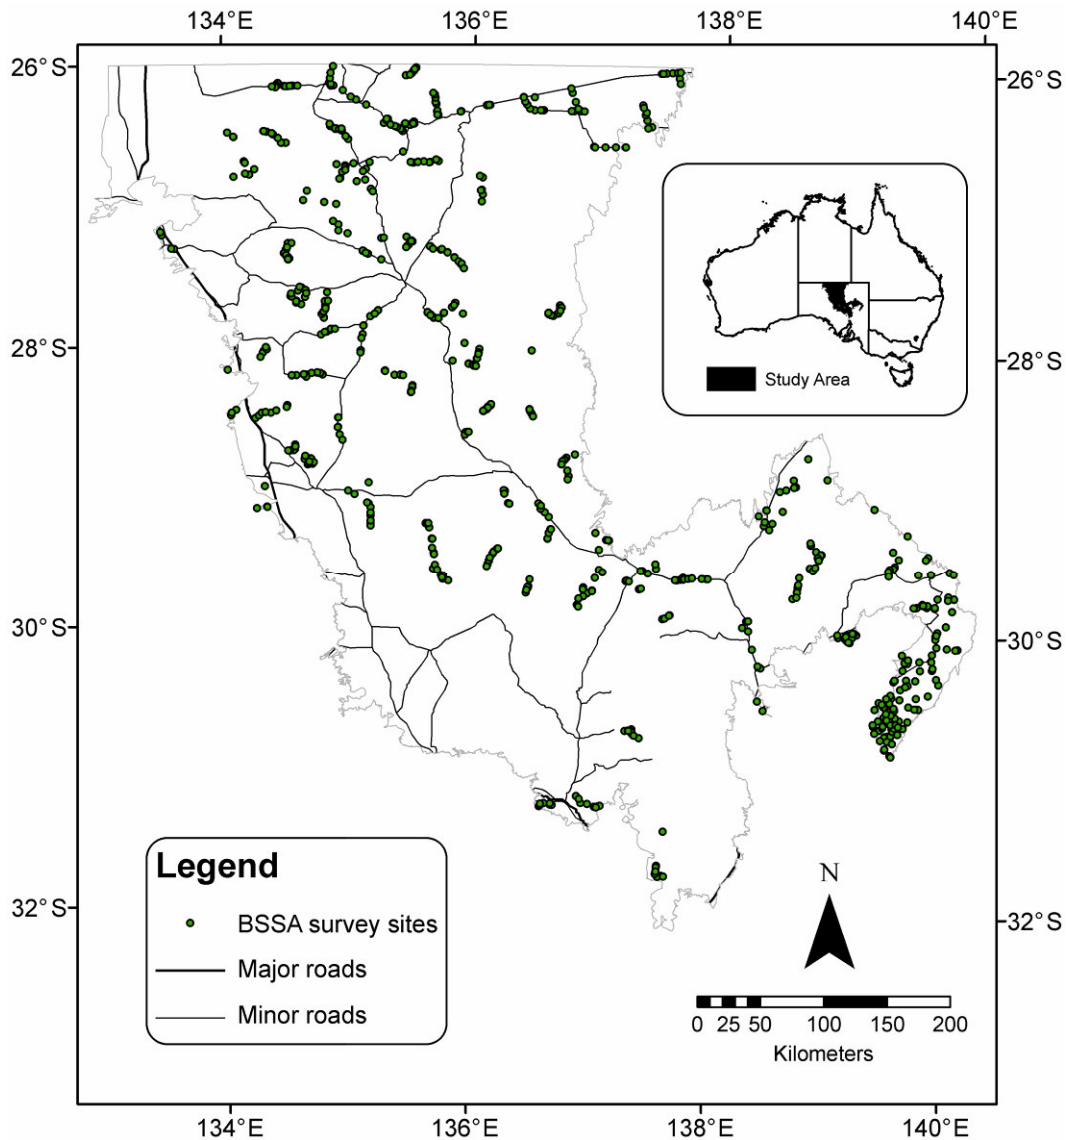 134°E 136°E 138°E 140°E
26°S 26°S
28°S 28°S
Study Area
30°S 30°S
Legend
BSSA survey sites
Major roads
Minor roads
N
32°S 32°S
0 25 50 100 150 200
Kilometers
134°E 136°E 138°E 140°E